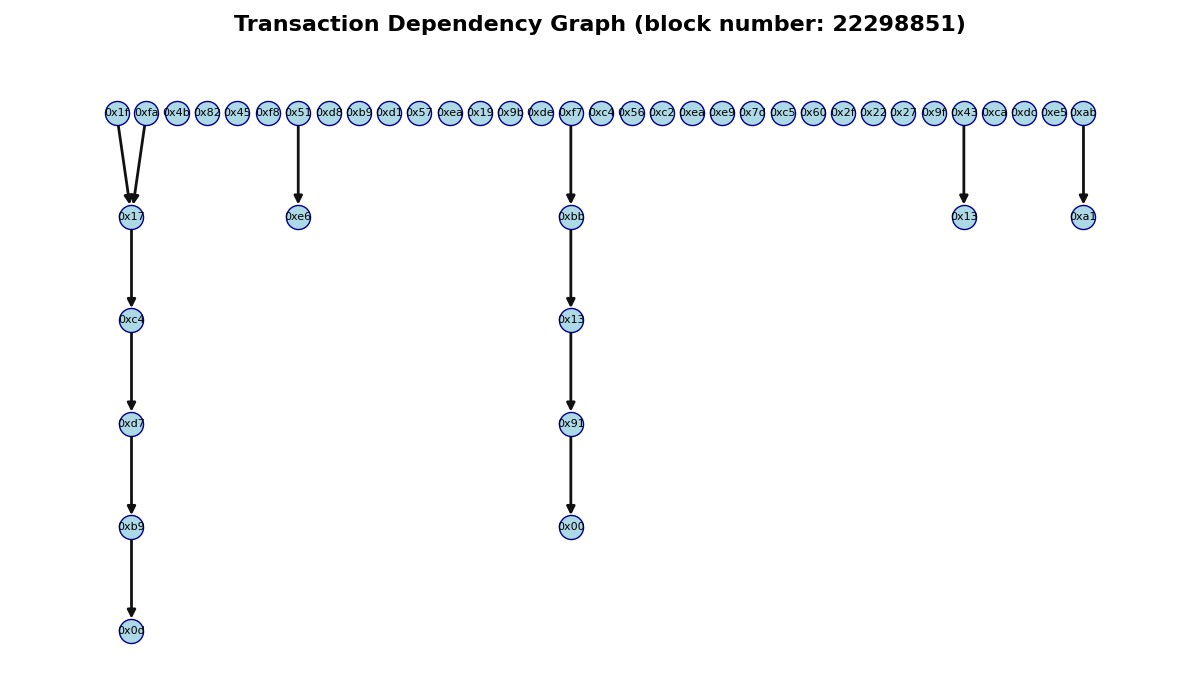 Transaction Dependency Graph (block number: 22298851)
0x1f 0xfa 0x4b 0x82 0x45 0xf8 0x51 0xd8 0xb9 0xd1 0x57 0xea 0x19 0x9b 0xde 0xf7 0xc4 0x56 0xc2 0xea 0xe9 0x7d 0xc5 0x60 0x2f 0x22 0x27 0x9f 0x43 0xca 0xdc 0xe5 0xab
0x17 0xe6 0xbb 0x13 0xa1
0xc4 0x13
0xd7 0x91
0xb9 0x00
0x0d